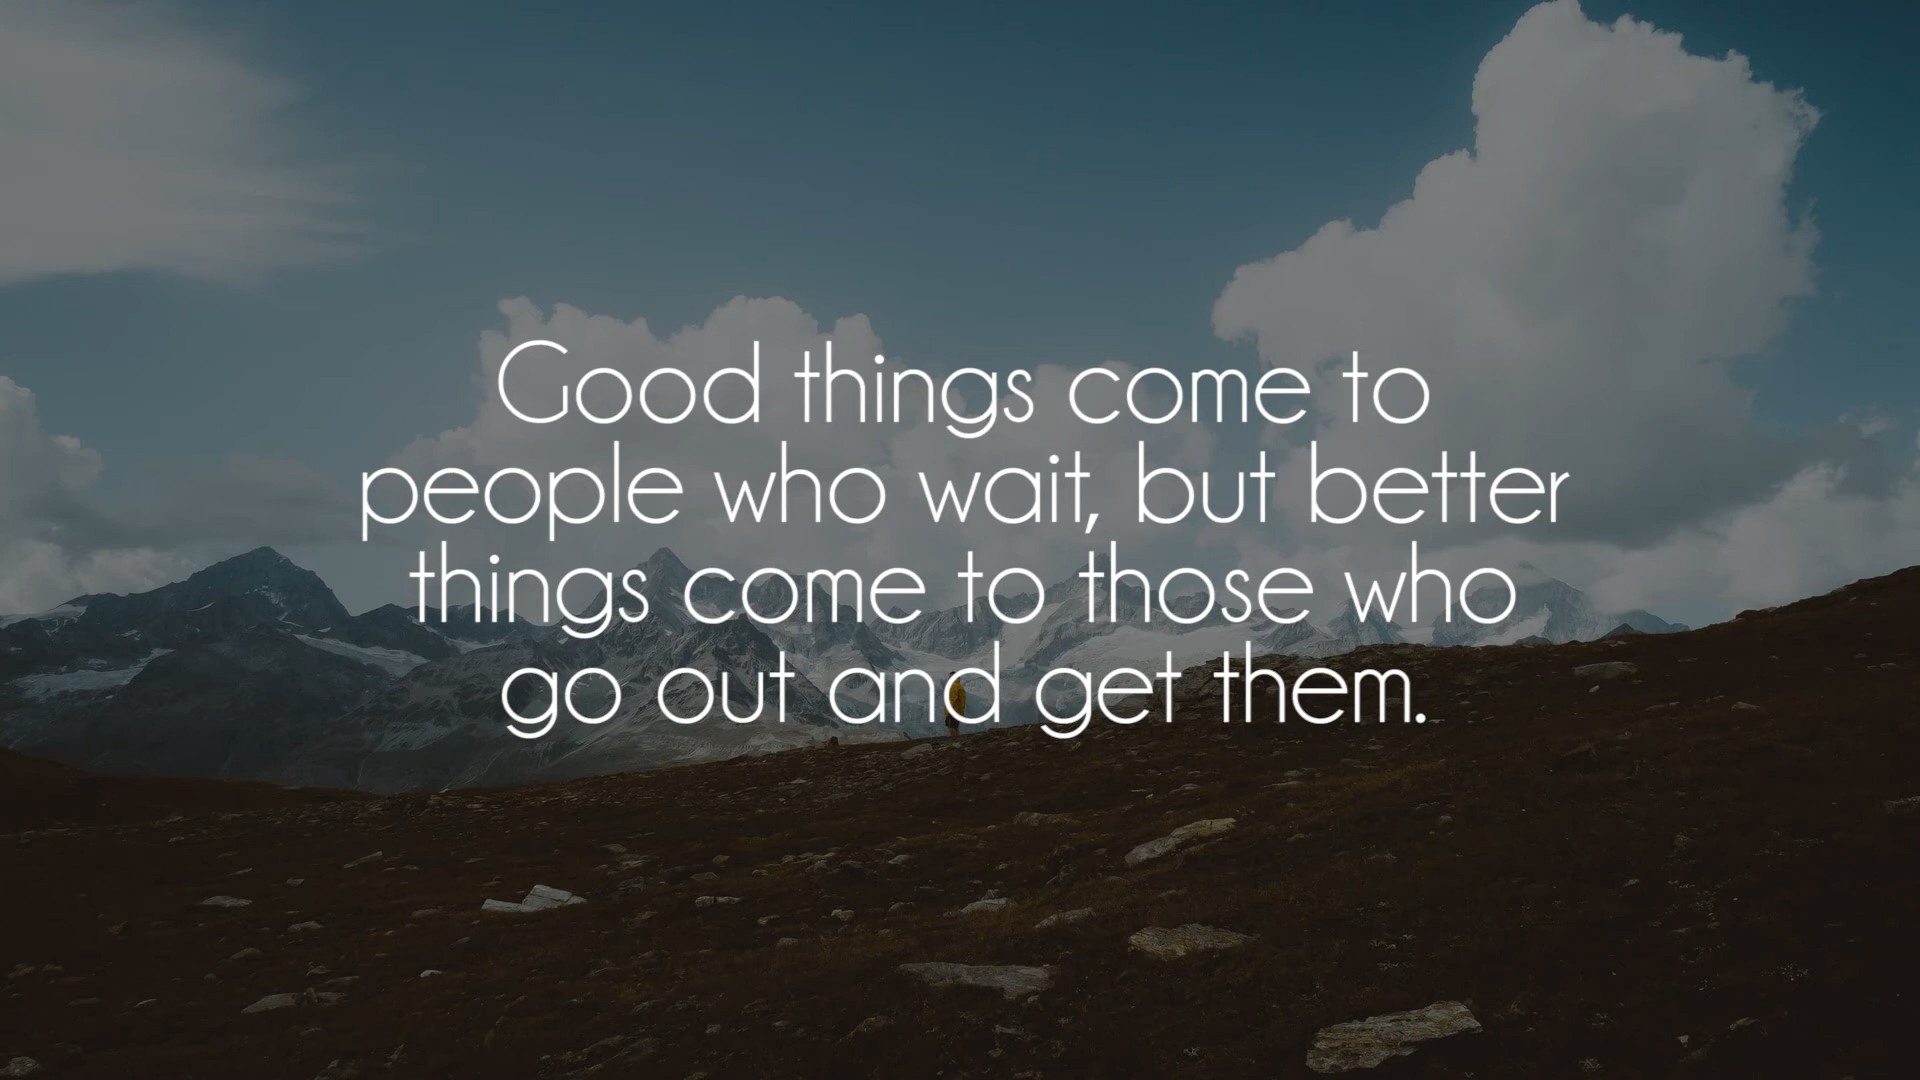 Good things come to
people who wait, but better
things come to those who
go out and get them.